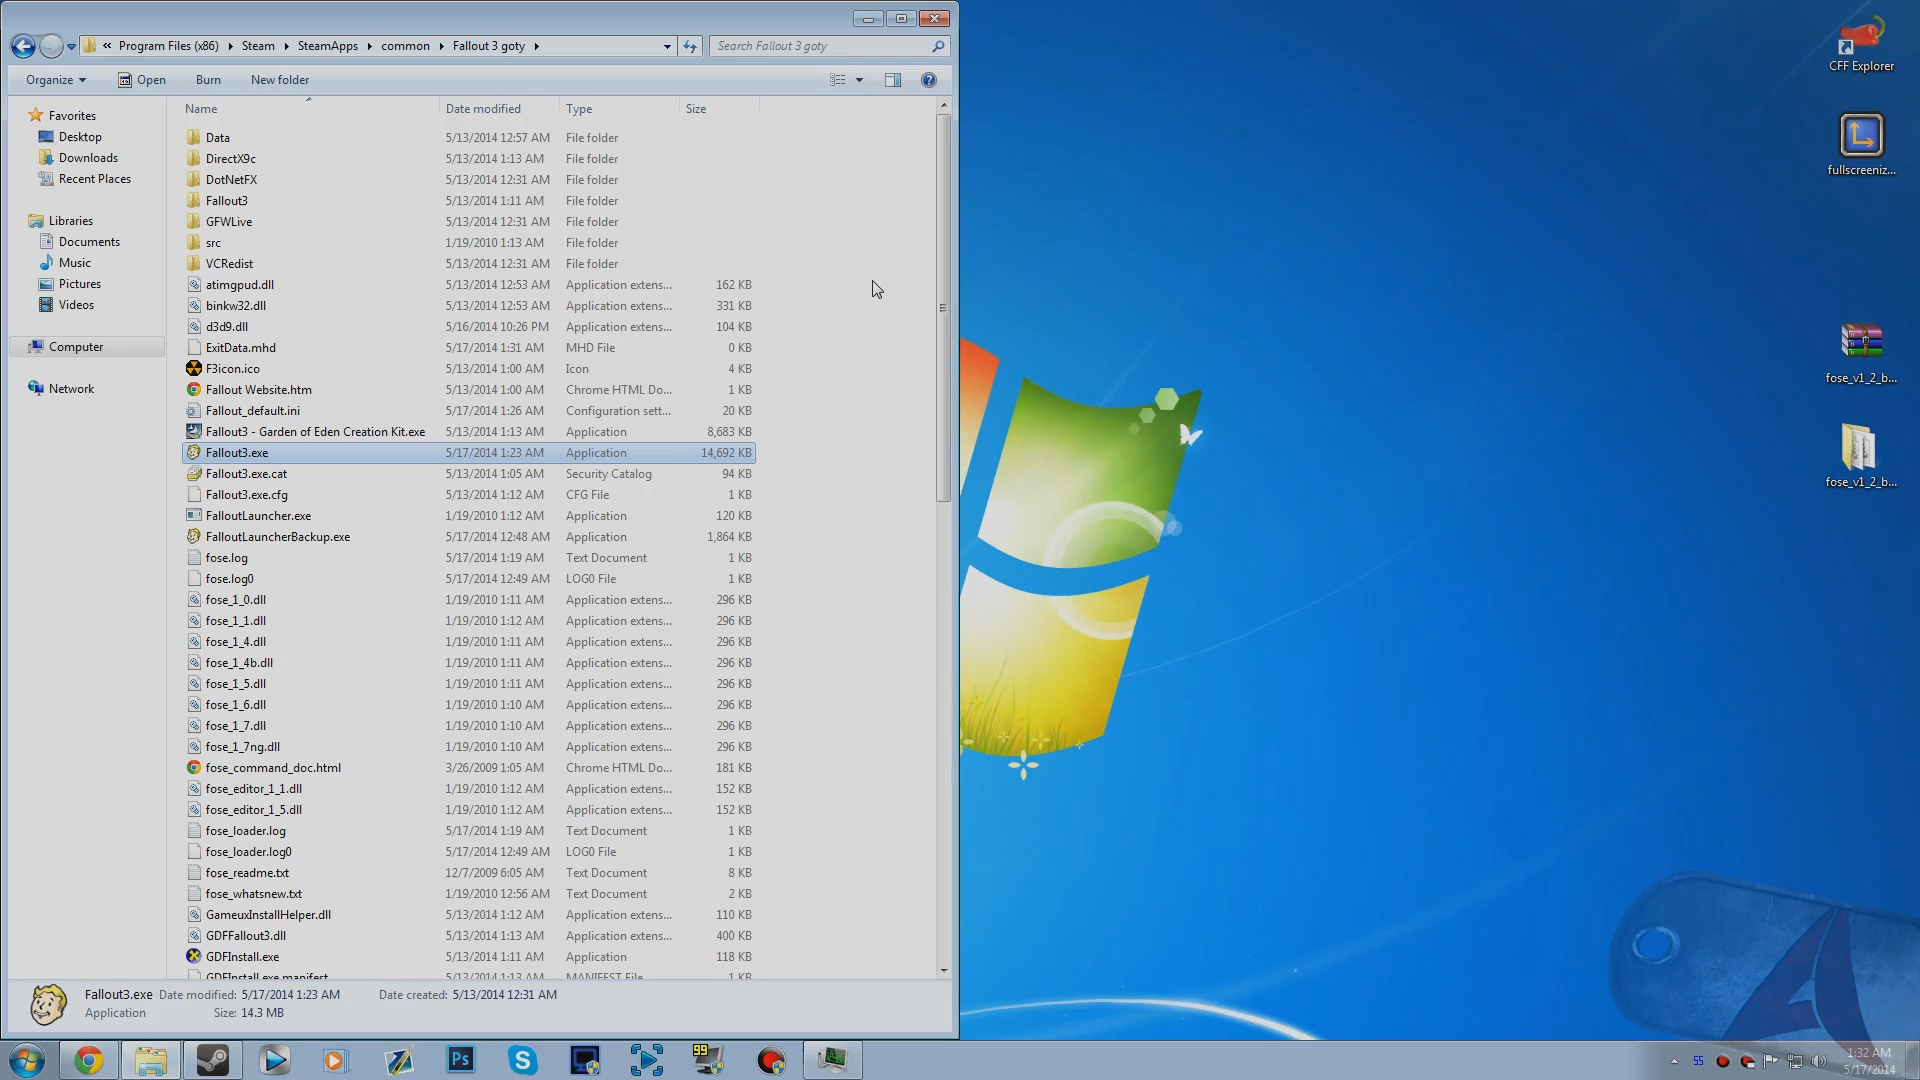 « Program Files (x86) Steam SteamApps common Fallout 3 goty
Search Fallout 3 goty
Organize Open Burn New folder
Name Date modified Type Size
Favorites
Desktop
Downloads
Recent Places
Libraries
Documents
Music
Pictures
Videos
Computer
Network
Data 5/13/2014 12:57 AM File folder
DirectX9c 5/13/2014 1:13 AM File folder
DotNetFX 5/13/2014 12:31 AM File folder
Fallout3 5/13/2014 1:11 AM File folder
GFWLive 5/13/2014 12:31 AM File folder
src 1/19/2010 1:13 AM File folder
VCRedist 5/13/2014 12:31 AM File folder
atimgpud.dll 5/13/2014 12:53 AM Application extens... 162 KB
binkw32.dll 5/13/2014 12:53 AM Application extens... 331 KB
d3d9.dll 5/16/2014 10:26 PM Application extens... 104 KB
ExitData.mhd 5/17/2014 1:31 AM MHD File 0 KB
F3icon.ico 5/13/2014 1:00 AM Icon 4 KB
Fallout Website.htm 5/13/2014 1:00 AM Chrome HTML Do... 1 KB
Fallout_default.ini 5/17/2014 1:26 AM Configuration sett... 20 KB
Fallout3 - Garden of Eden Creation Kit.exe 5/13/2014 1:13 AM Application 8,683 KB
Fallout3.exe 5/17/2014 1:23 AM Application 14,692 KB
Fallout3.exe.cat 5/13/2014 1:05 AM Security Catalog 94 KB
Fallout3.exe.cfg 5/13/2014 1:12 AM CFG File 1 KB
FalloutLauncher.exe 1/19/2010 1:12 AM Application 120 KB
FalloutLauncherBackup.exe 5/17/2014 12:48 AM Application 1,864 KB
fose.log 5/17/2014 1:19 AM Text Document 1 KB
fose.log0 5/17/2014 12:49 AM LOG0 File 1 KB
fose_1_0.dll 1/19/2010 1:11 AM Application extens... 296 KB
fose_1_1.dll 1/19/2010 1:12 AM Application extens... 296 KB
fose_1_4.dll 1/19/2010 1:11 AM Application extens... 296 KB
fose_1_4b.dll 1/19/2010 1:11 AM Application extens... 296 KB
fose_1_5.dll 1/19/2010 1:11 AM Application extens... 296 KB
fose_1_6.dll 1/19/2010 1:10 AM Application extens... 296 KB
fose_1_7.dll 1/19/2010 1:10 AM Application extens... 296 KB
fose_1_7ng.dll 1/19/2010 1:10 AM Application extens... 296 KB
fose_command_doc.html 3/26/2009 1:05 AM Chrome HTML Do... 181 KB
fose_editor_1_1.dll 1/19/2010 1:12 AM Application extens... 152 KB
fose_editor_1_5.dll 1/19/2010 1:12 AM Application extens... 152 KB
fose_loader.log 5/17/2014 1:19 AM Text Document 1 KB
fose_loader.log0 5/17/2014 12:49 AM LOG0 File 1 KB
fose_readme.txt 12/7/2009 6:05 AM Text Document 8 KB
fose_whatsnew.txt 1/19/2010 12:56 AM Text Document 2 KB
GameuxInstallHelper.dll 5/13/2014 1:12 AM Application extens... 110 KB
GDFFallout3.dll 5/13/2014 1:13 AM Application extens... 400 KB
GDFInstall.exe 5/13/2014 1:11 AM Application 118 KB
GDFInstall.exe.manifest 5/13/2014 1:13 AM MANIFEST File 1 KB
Fallout3.exe Date modified: 5/17/2014 1:23 AM Date created: 5/13/2014 12:31 AM
Application Size: 14.3 MB
CFF Explorer
fullscreeniz...
fose_v1_2_b...
fose_v1_2_b...
Ps
99
55
1:32 AM
5/17/2014